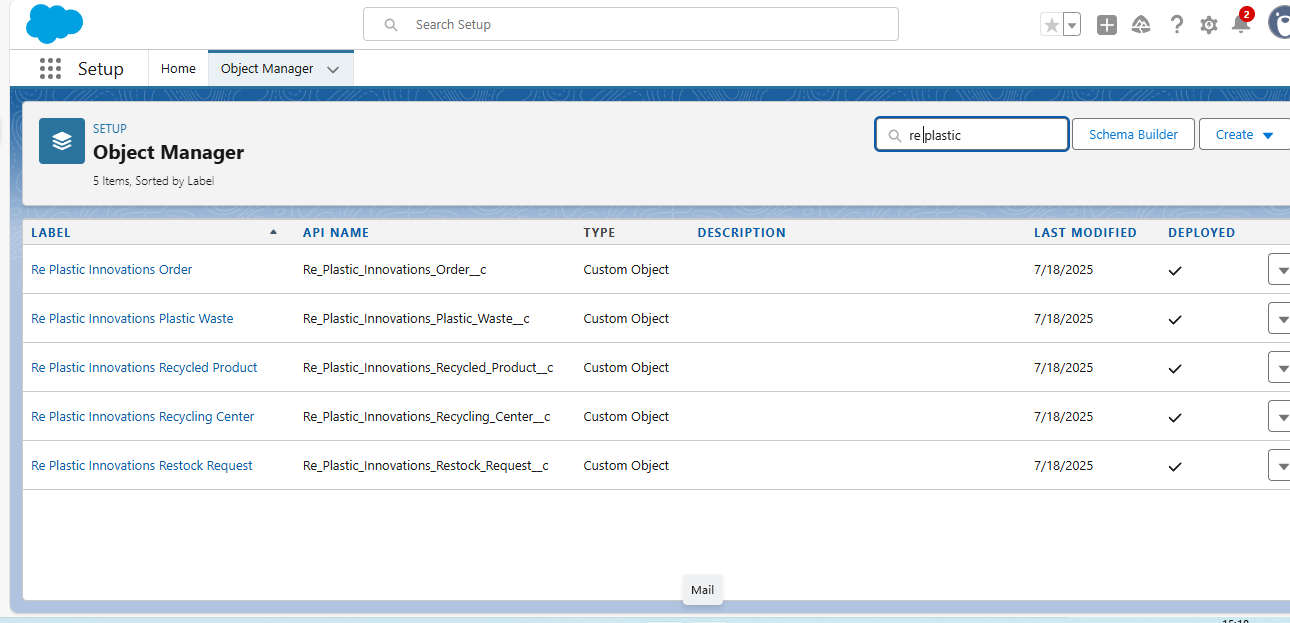 Search Setup
2
Setup Home Object Manager
SETUP
Object Manager
5 Items, Sorted by Label
re plastic
Schema Builder
Create
LABEL API NAME TYPE DESCRIPTION LAST MODIFIED DEPLOYED
Re Plastic Innovations Order Re_Plastic_Innovations_Order__c Custom Object 7/18/2025
Re Plastic Innovations Plastic Waste Re_Plastic_Innovations_Plastic_Waste__c Custom Object 7/18/2025
Re Plastic Innovations Recycled Product Re_Plastic_Innovations_Recycled_Product__c Custom Object 7/18/2025
Re Plastic Innovations Recycling Center Re_Plastic_Innovations_Recycling_Center__c Custom Object 7/18/2025
Re Plastic Innovations Restock Request Re_Plastic_Innovations_Restock_Request__c Custom Object 7/18/2025
Mail